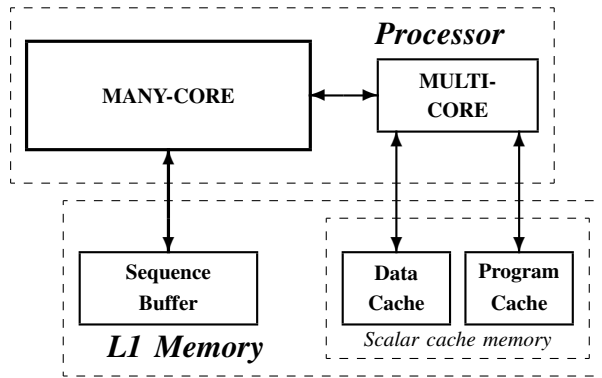 Processor
MANY-CORE
MULTI-
CORE
Sequence
Buffer
Data
Cache
Program
Cache
Scalar cache memory
L1 Memory